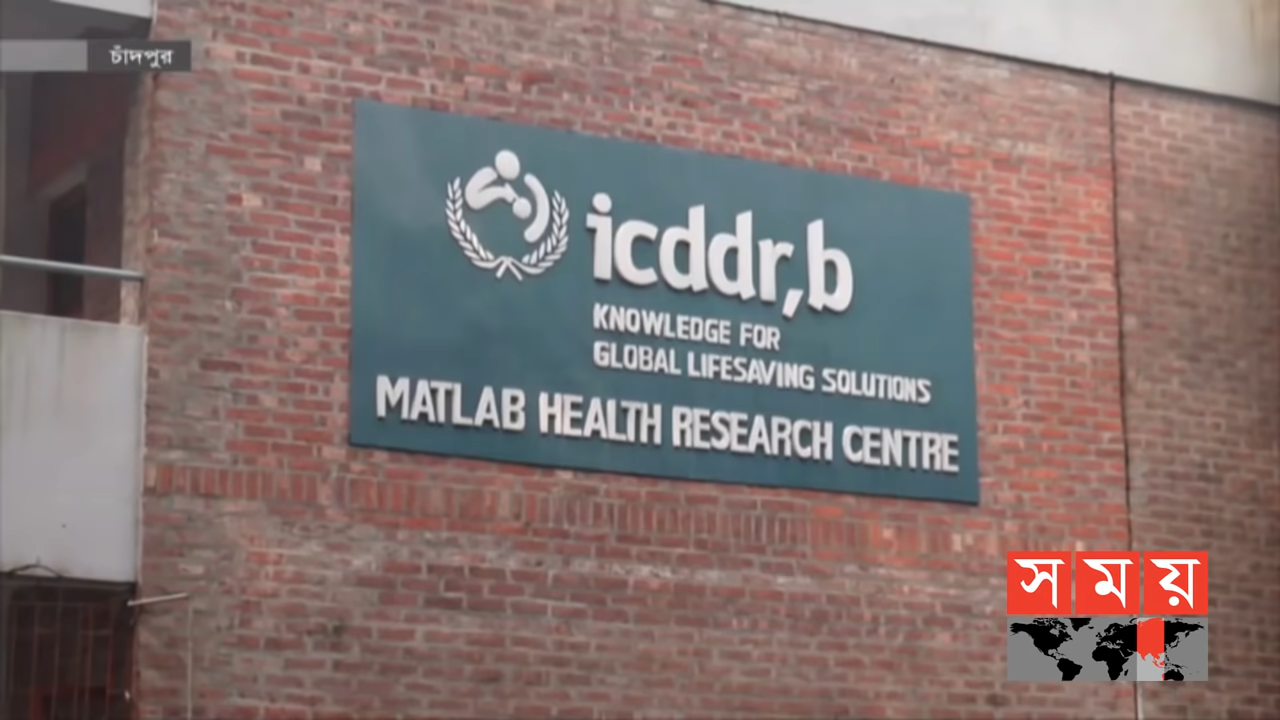 চাঁদপুর
icddr,b
KNOWLEDGE FOR
GLOBAL LIFESAVING SOLUTIONS
MATLAB HEALTH RESEARCH CENTRE
সময়